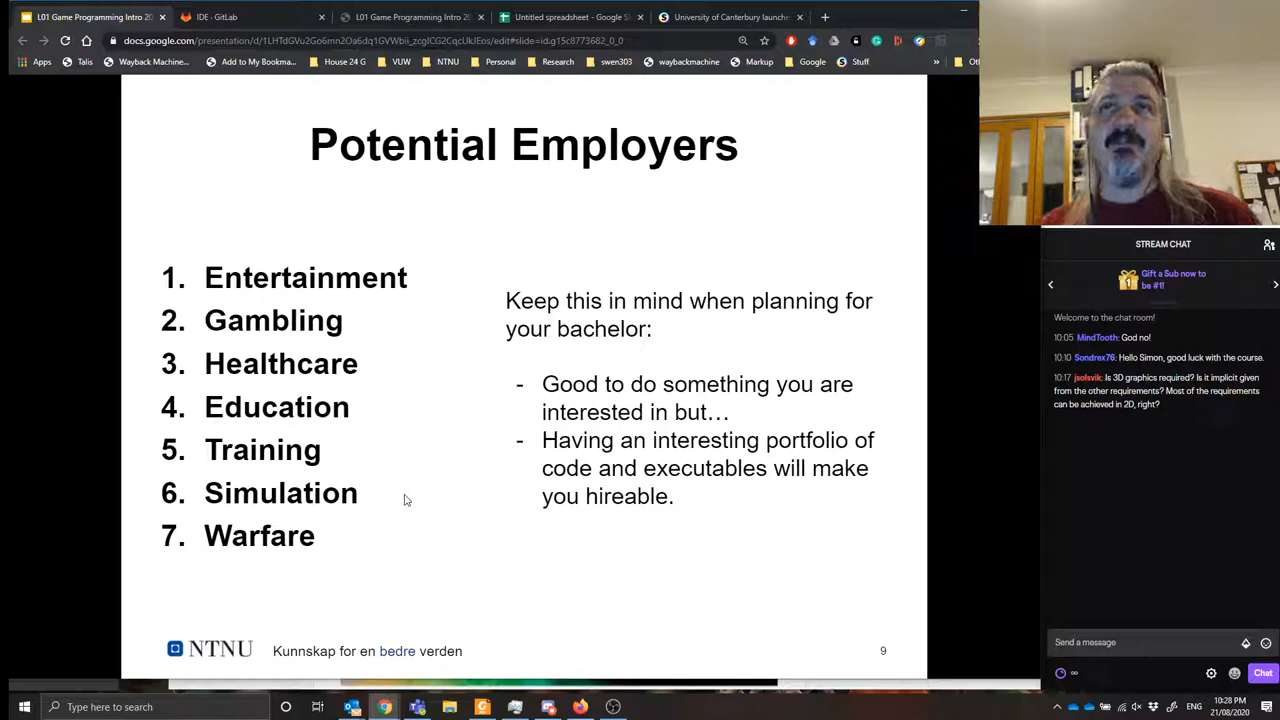 L01 Game Programming Intro 20
IDE · GitLab
L01 Game Programming Intro 20
Untitled spreadsheet - Google Sh
University of Canterbury launches
docs.google.com/presentation/d/
Apps
Talis
Wayback Machine...
Add to My Bookma...
House 24 G
VUW
NTNU
Personal
Research
swen303
waybackmachine
Markup
Google
Stuff
»
Potential Employers
1. Entertainment
2. Gambling
3. Healthcare
4. Education
5. Training
6. Simulation
7. Warfare
Keep this in mind when planning for
your bachelor:
- Good to do something you are
interested in but…
- Having an interesting portfolio of
code and executables will make
you hireable.
NTNU
Kunnskap for en bedre verden
9
STREAM CHAT
Gift a Sub now to
be #1!
Welcome to the chat room!
10:05 MindTooth: God no!
10:10 Sondrex76: Hello Simon, good luck with the course.
10:17 jsolsvik: Is 3D graphics required? Is it implicit given
from the other requirements? Most of the requirements
can be achieved in 2D, right?
Send a message
Chat
Type here to search
ENG
10:28 PM
21/08/2020